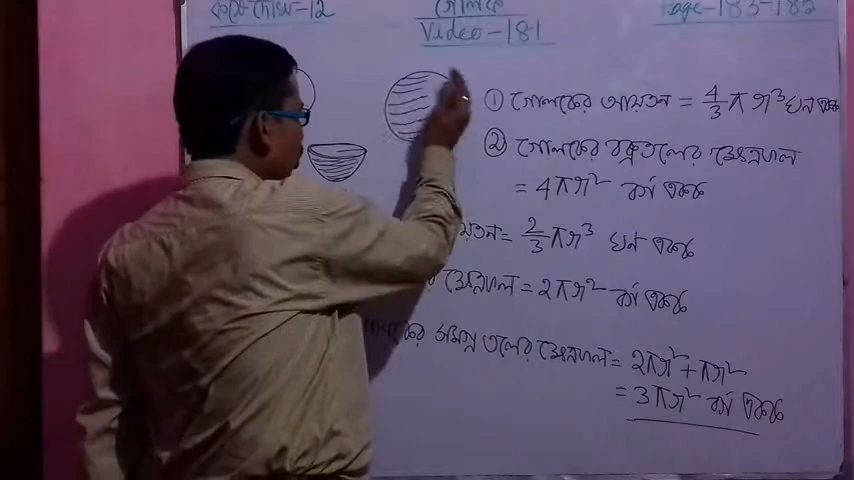 কষে দেখি-12
গোলক
Page-183-185
Video-181
① গোলকের আয়তন = 4/3 π r³ ঘন একক
② গোলকের বক্রতলের ক্ষেত্রফল
= 4πr² বর্গ একক
= 2/3 πr³ ঘন একক
ক্ষেত্রফল = 2πr² বর্গ একক
সমগ্র তলের ক্ষেত্রফল = 2πr² + πr²
= 3πr² বর্গ একক